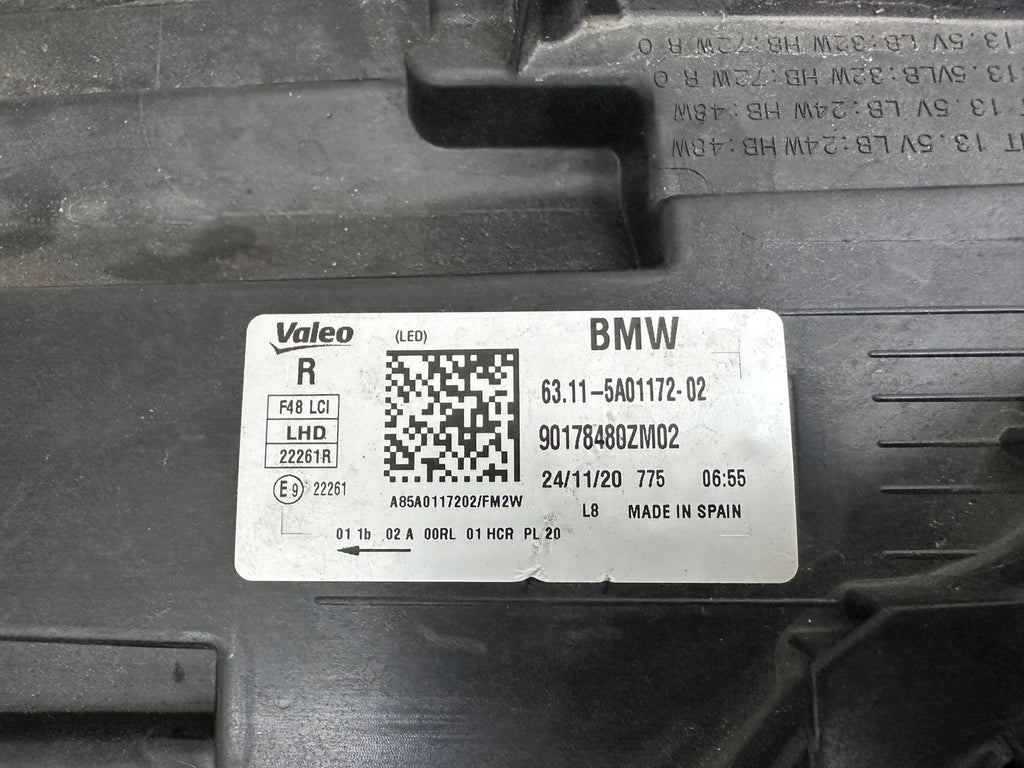 13.5V LB:32W HB:72W R 0
13.5VLB:32W HB:72W R 0
T 13.5V LB:24W HB:48W
HT 13.5V LB:24W HB:48W
Valeo
(LED)
BMW
R
F48 LCI
LHD
22261R
E9 22261
63.11-5A01172-02
90178480ZM02
24/11/20 775 06:55
A85A0117202/FM2W
L8 MADE IN SPAIN
01 1b 02 A 00RL 01 HCR PL 20